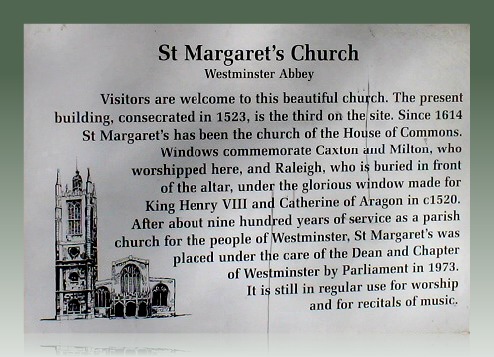 St Margaret's Church
Westminster Abbey
Visitors are welcome to this beautiful church. The present
building, consecrated in 1523, is the third on the site. Since 1614
St Margaret's has been the church of the House of Commons.
Windows commemorate Caxton and Milton, who
worshipped here, and Raleigh, who is buried in front
of the altar, under the glorious window made for
King Henry VIII and Catherine of Aragon in c1520.
After about nine hundred years of service as a parish
church for the people of Westminster, St Margaret's was
placed under the care of the Dean and Chapter
of Westminster by Parliament in 1973.
It is still in regular use for worship
and for recitals of music.